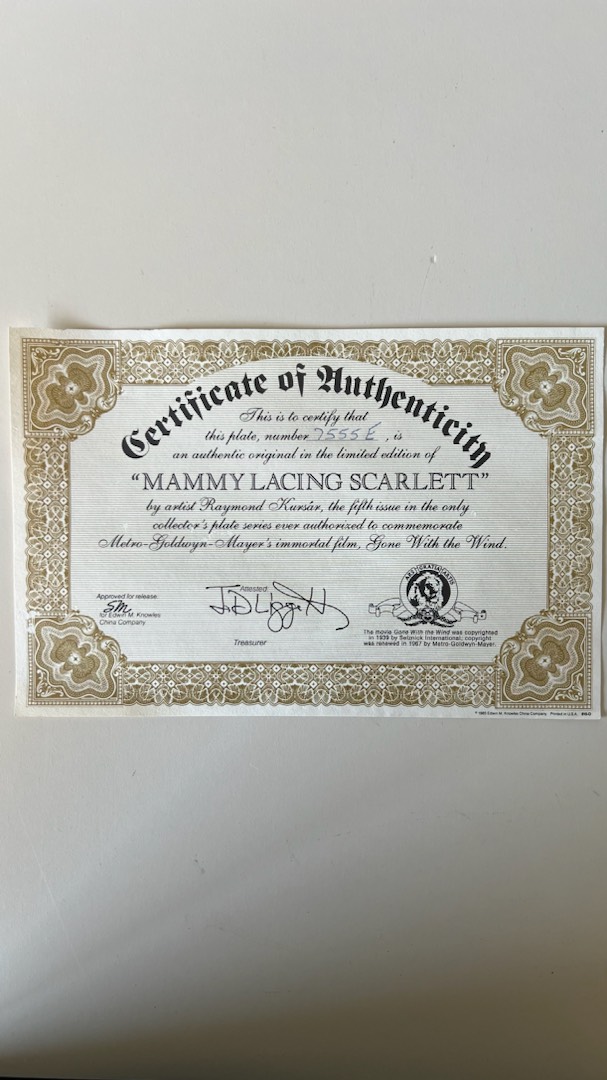 Certificate of Authenticity
This is to certify that
this plate, number 7555E, is
an authentic original in the limited edition of
"MAMMY LACING SCARLETT"
by artist Raymond Kursár, the fifth issue in the only
collector's plate series ever authorized to commemorate
Metro-Goldwyn-Mayer's immortal film, Gone With the Wind.
Approved for release:
SM
for Edwin M. Knowles
China Company
Attested
Treasurer
ARS GRATIA ARTIS
The movie Gone With the Wind was copyrighted
in 1939 by Selznick International; copyright
was renewed in 1967 by Metro-Goldwyn-Mayer.
Edwin M. Knowles China Company. Printed in U.S.A.